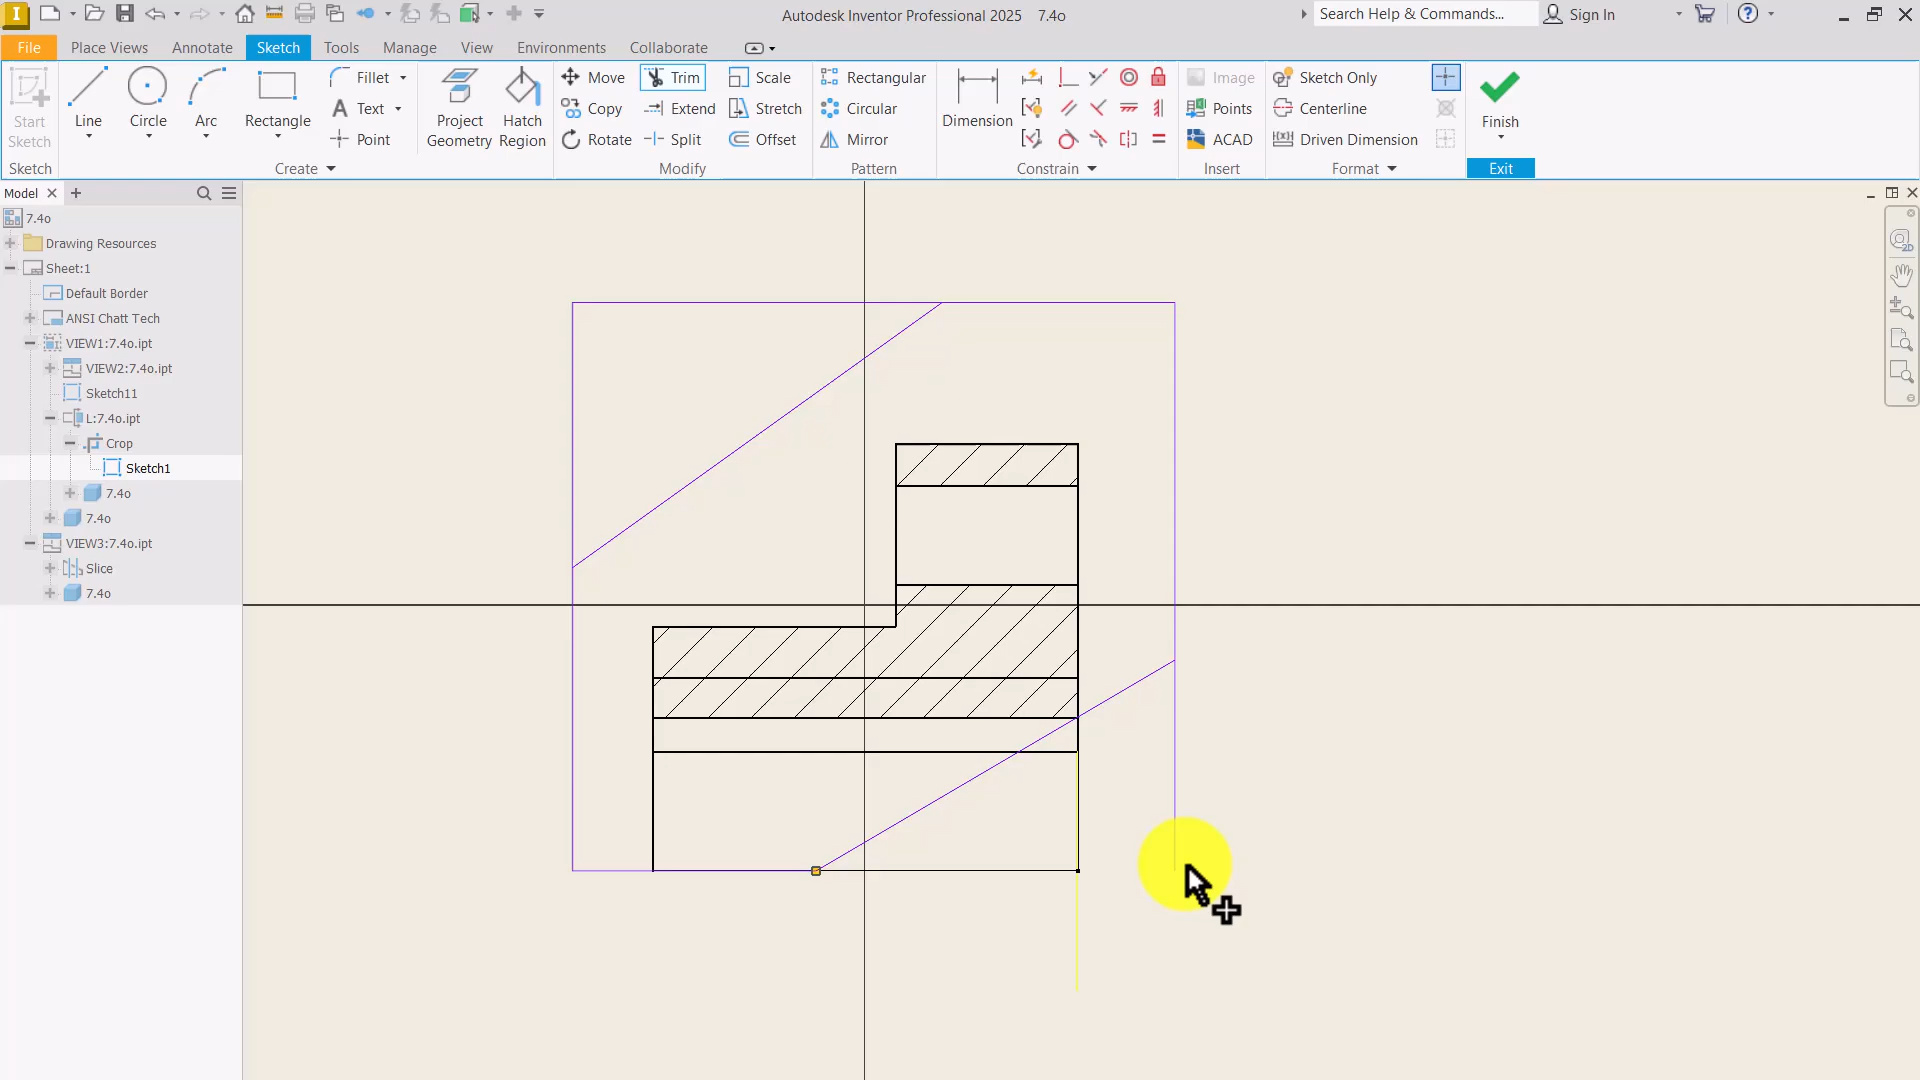 Autodesk Inventor Professional 2025 7.4o
Search Help & Commands...
Sign In
File Place Views Annotate Sketch Tools Manage View Environments Collaborate
Start Sketch
Line
Circle
Arc
Rectangle
Fillet
Text
Point
Project Geometry
Hatch Region
Move
Copy
Rotate
Trim
Extend
Split
Scale
Stretch
Offset
Rectangular
Circular
Mirror
Dimension
Image
Points
ACAD
Sketch Only
Centerline
Driven Dimension
Finish
Sketch Create Modify Pattern Constrain Insert Format Exit
Model
7.4o
Drawing Resources
Sheet:1
Default Border
ANSI Chatt Tech
VIEW1:7.4o.ipt
VIEW2:7.4o.ipt
Sketch11
L:7.4o.ipt
Crop
Sketch1
7.4o
7.4o
VIEW3:7.4o.ipt
Slice
7.4o